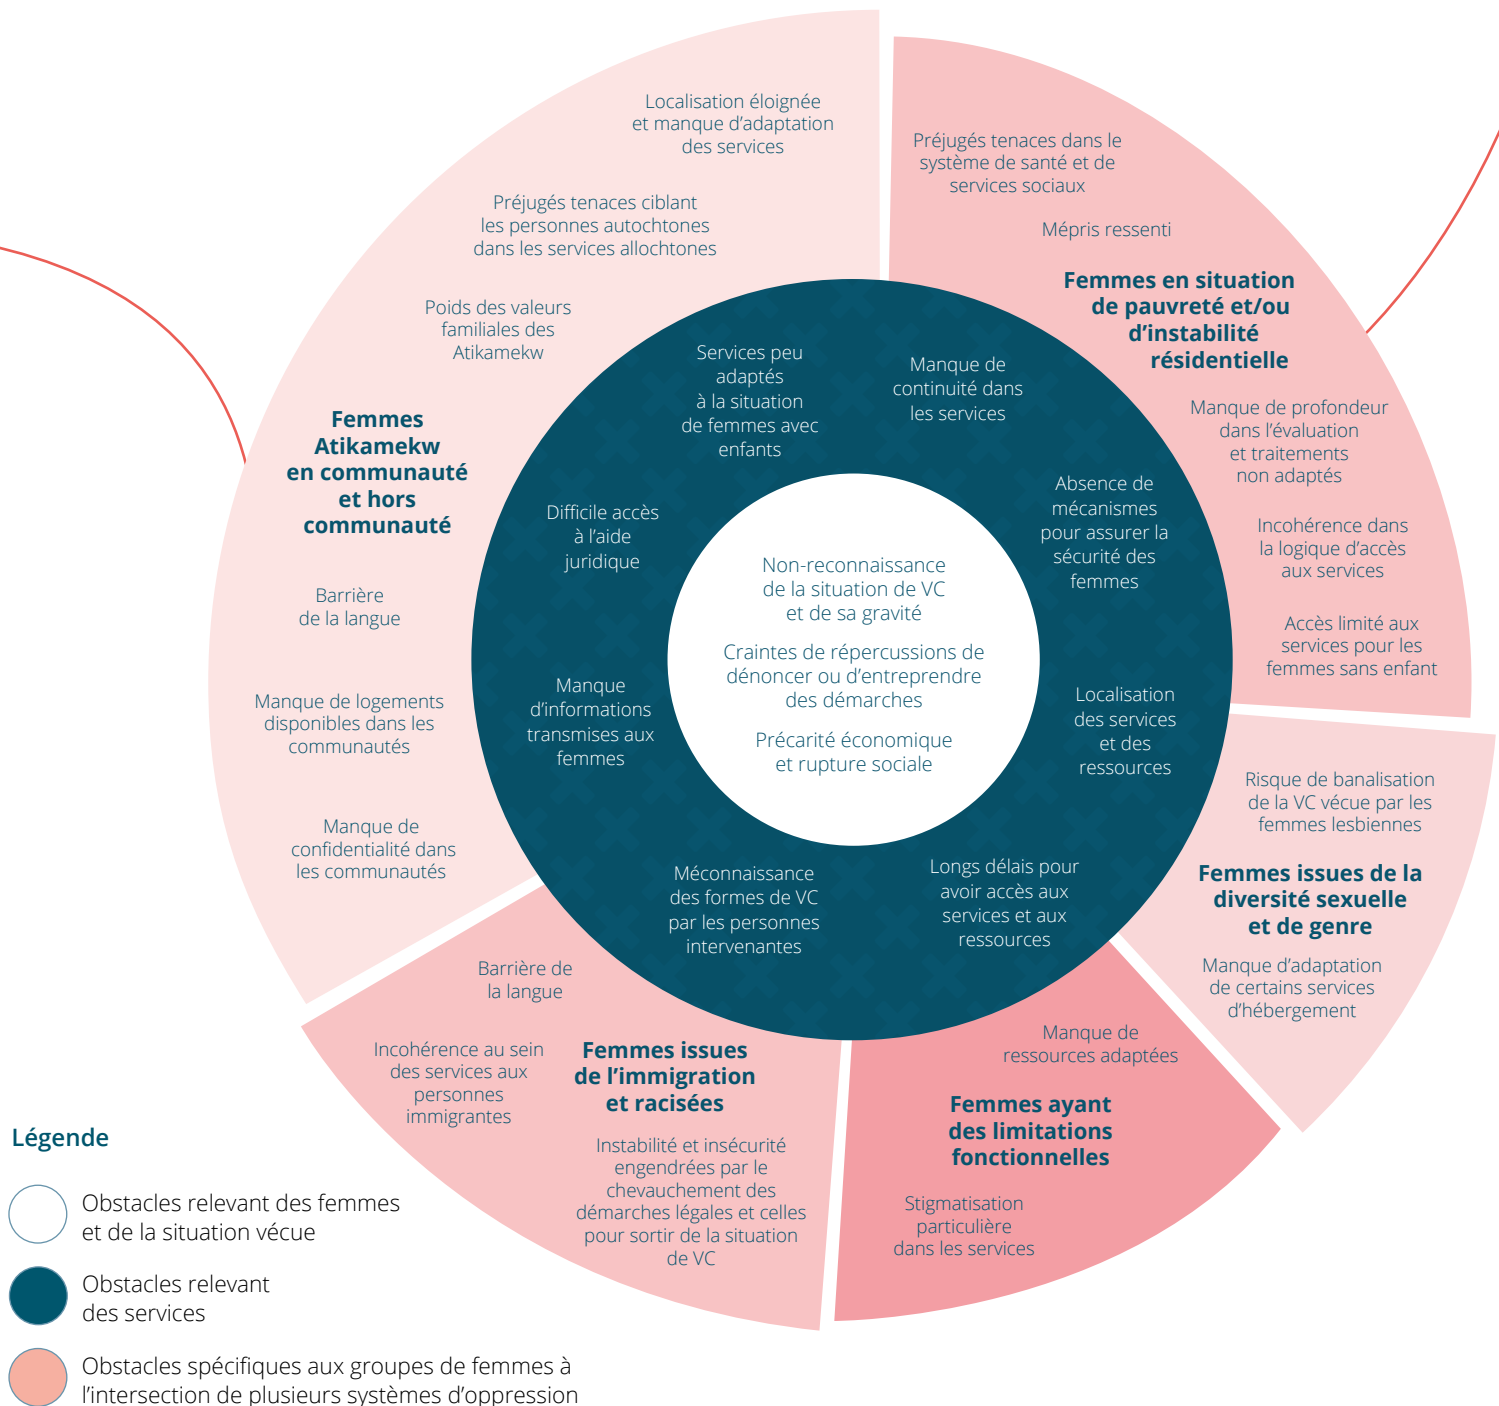 Localisation éloignée
et manque d'adaptation
des services
Préjugés tenaces ciblant
les personnes autochtones
dans les services allochtones
Poids des valeurs
familiales des
Atikamekw
Femmes
Atikamekw
en communauté
et hors
communauté
Barrière
de la langue
Manque de logements
disponibles dans les
communautés
Manque de
confidentialité dans
les communautés
Préjugés tenaces dans le
système de santé et de
services sociaux
Mépris ressenti
Femmes en situation
de pauvreté et/ou
d'instabilité
résidentielle
Manque de profondeur
dans l'évaluation
et traitements
non adaptés
Incohérence dans
la logique d'accès
aux services
Accès limité aux
services pour les
femmes sans enfant
Risque de banalisation
de la VC vécue par les
femmes lesbiennes
Femmes issues de la
diversité sexuelle
et de genre
Manque d'adaptation
de certains services
d'hébergement
Manque de
ressources adaptées
Femmes ayant
des limitations
fonctionnelles
Stigmatisation
particulière
dans les services
Barrière de
la langue
Incohérence au sein
des services aux
personnes
immigrantes
Femmes issues
de l'immigration
et racisées
Instabilité et insécurité
engendrées par le
chevauchement des
démarches légales et celles
pour sortir de la situation
de VC
Services peu
adaptés
à la situation
de femmes avec
enfants
Manque de
continuité dans
les services
Absence de
mécanismes
pour assurer la
sécurité des
femmes
Localisation
des services
et des
ressources
Longs délais pour
avoir accès aux
services et aux
ressources
Méconnaissance
des formes de VC
par les personnes
intervenantes
Manque
d'informations
transmises aux
femmes
Difficile accès
à l'aide
juridique
Non-reconnaissance
de la situation de VC
et de sa gravité
Craintes de répercussions de
dénoncer ou d'entreprendre
des démarches
Précarité économique
et rupture sociale
Légende
Obstacles relevant des femmes
et de la situation vécue
Obstacles relevant
des services
Obstacles spécifiques aux groupes de femmes à
l'intersection de plusieurs systèmes d'oppression